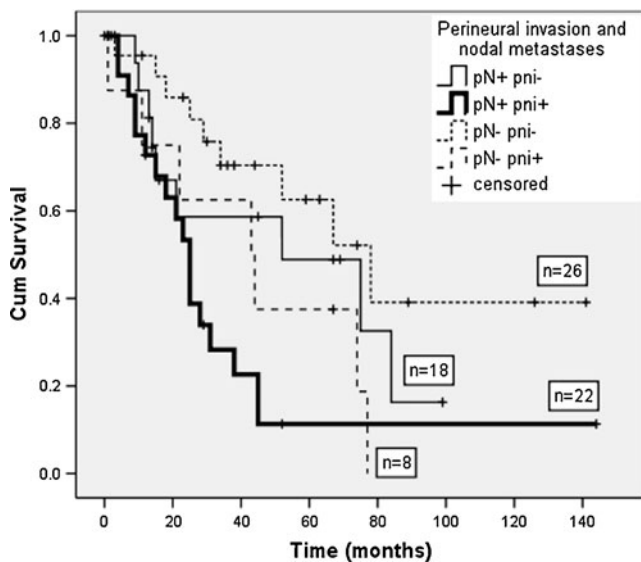 Perineural invasion and
nodal metastases
pN+ pni-
pN+ pni+
pN- pni-
pN- pni+
censored
1.0
0.8
0.6
0.4
0.2
0.0
Cum Survival
n=26
n=18
n=22
n=8
0 20 40 60 80 100 120 140
Time (months)